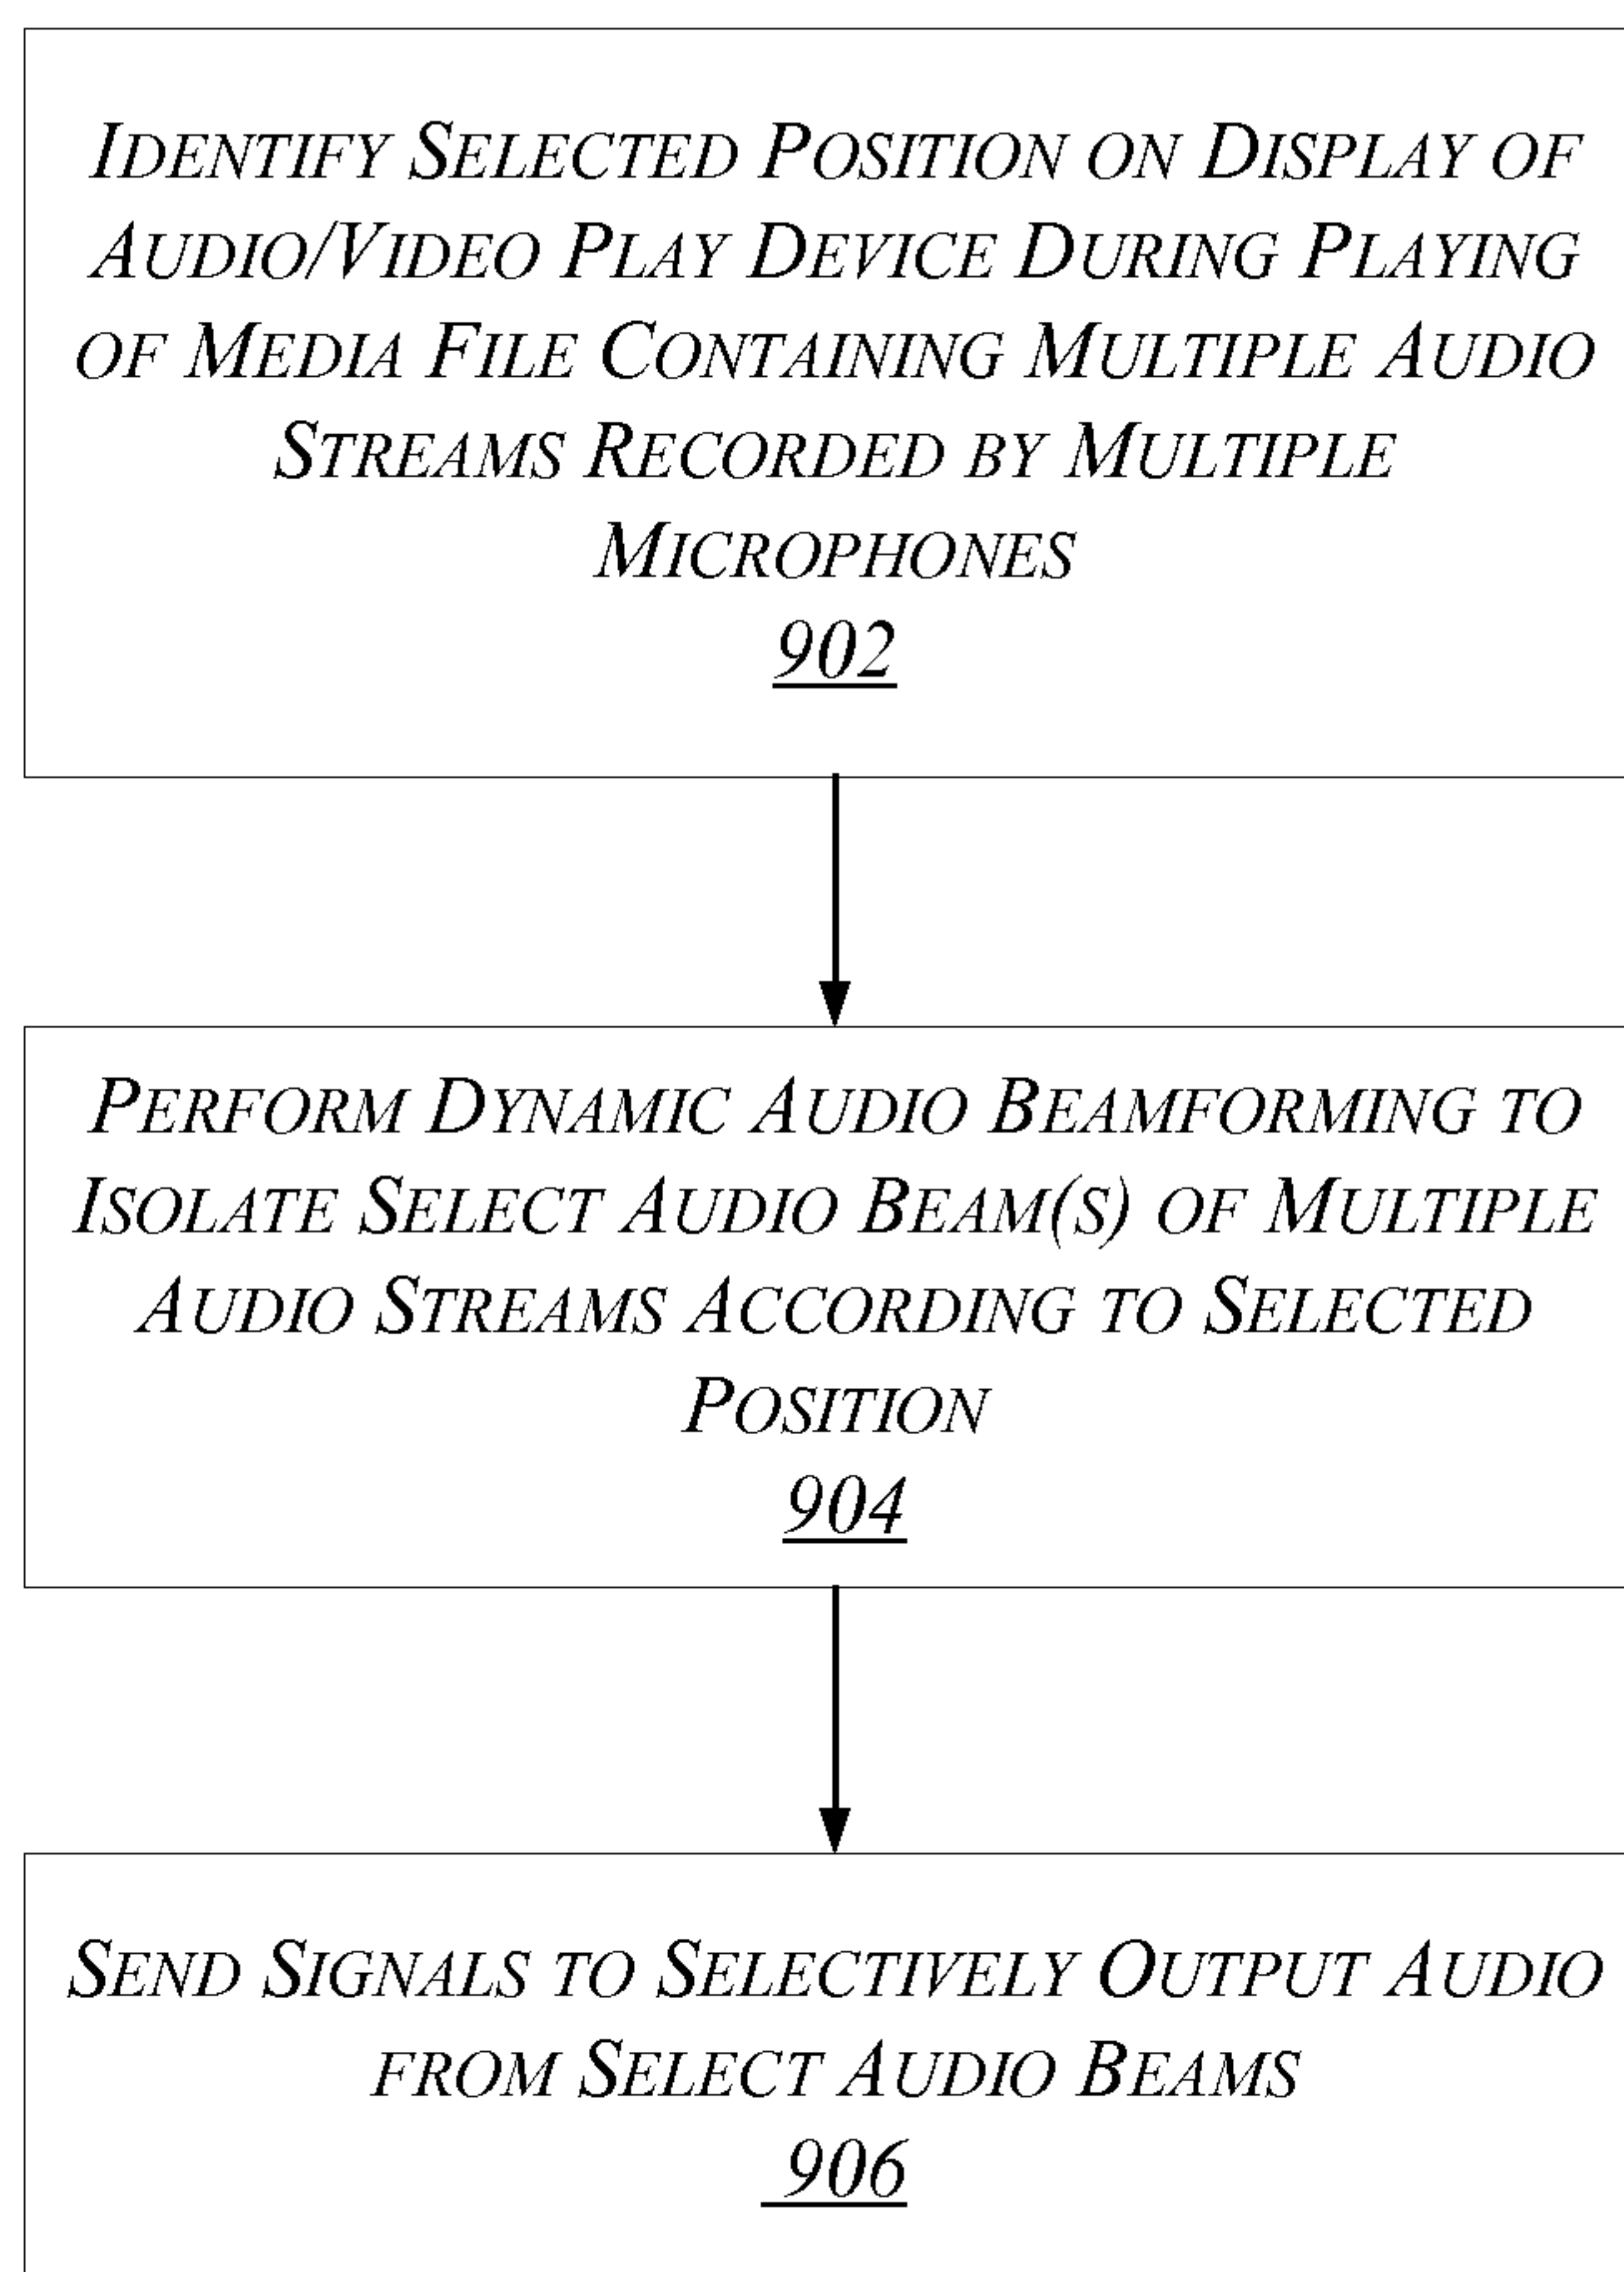 IDENTIFY SELECTED POSITION ON DISPLAY OF
AUDIO/VIDEO PLAY DEVICE DURING PLAYING
OF MEDIA FILE CONTAINING MULTIPLE AUDIO
STREAMS RECORDED BY MULTIPLE
MICROPHONES
902
PERFORM DYNAMIC AUDIO BEAMFORMING TO
ISOLATE SELECT AUDIO BEAM(S) OF MULTIPLE
AUDIO STREAMS ACCORDING TO SELECTED
POSITION
904
SEND SIGNALS TO SELECTIVELY OUTPUT AUDIO
FROM SELECT AUDIO BEAMS
906